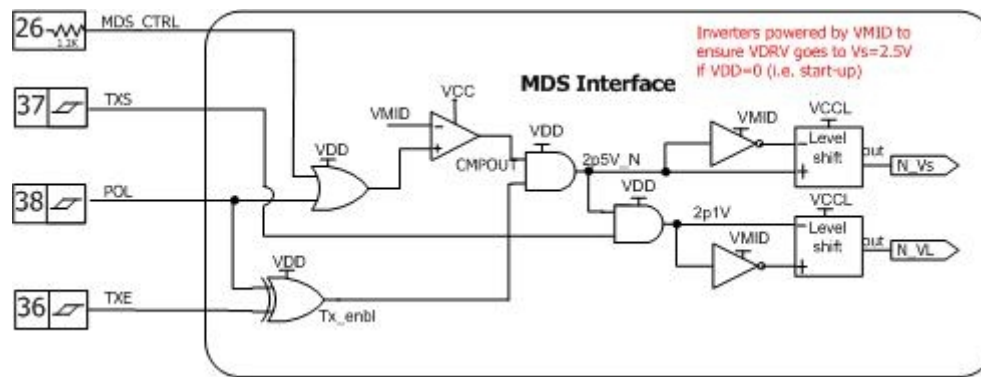 26
1.2K
MDS_CTRL
Inverters powered by VMID to
ensure VDRV goes to Vs=2.5V
if VDD=0 (i.e. start-up)
MDS Interface
37
TXS
VCC
VMID
CMPOUT
VDD
VDD
2p5V_N
VMID
VCCL
Level
shift
out
N_Vs
38
POL
VDD
2p1V
VMID
VCCL
Level
shift
out
N_VL
36
TXE
VDD
Tx_enbl